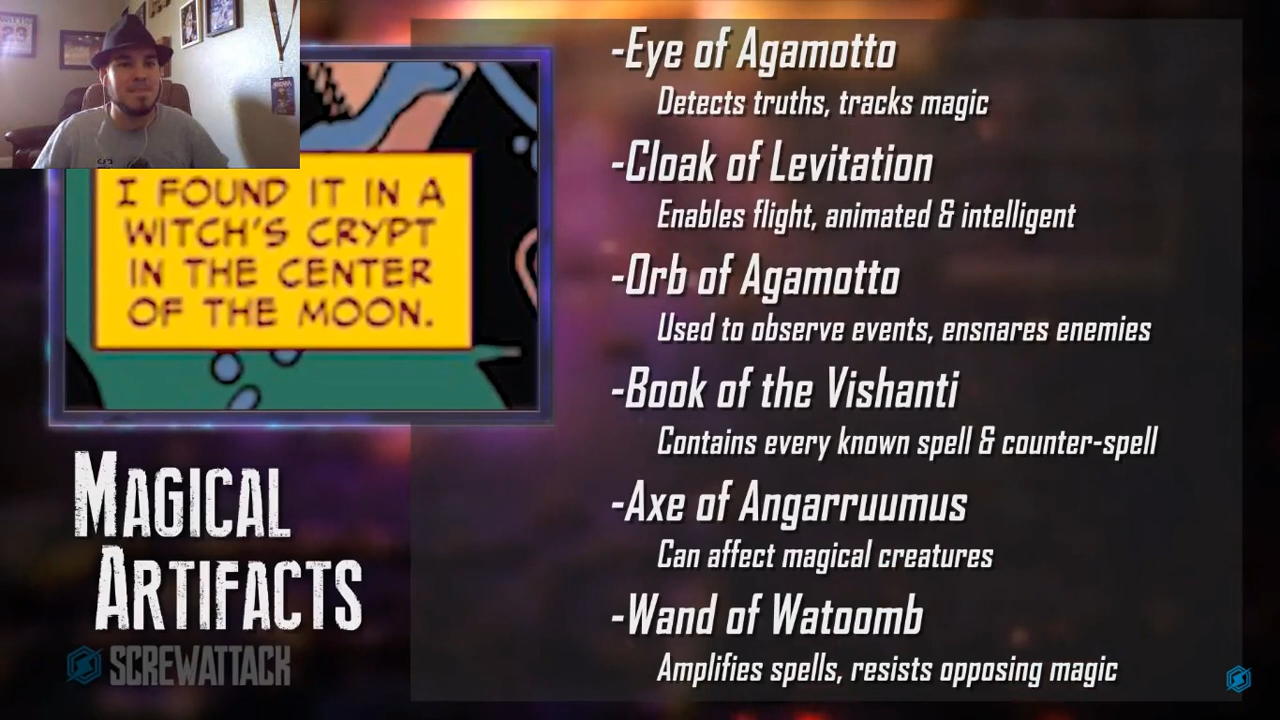 I FOUND IT IN A
WITCH'S CRYPT
IN THE CENTER
OF THE MOON.
MAGICAL
ARTIFACTS
SCREWATTACK
-Eye of Agamotto
Detects truths, tracks magic
-Cloak of Levitation
Enables flight, animated & intelligent
-Orb of Agamotto
Used to observe events, ensnares enemies
-Book of the Vishanti
Contains every known spell & counter-spell
-Axe of Angarruumus
Can affect magical creatures
-Wand of Watoomb
Amplifies spells, resists opposing magic